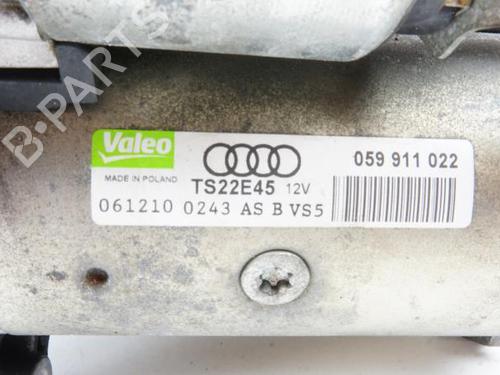 Valeo
MADE IN POLAND
TS22E45 12V
059 911 022
061210 0243 AS B VS5
B-PARTS